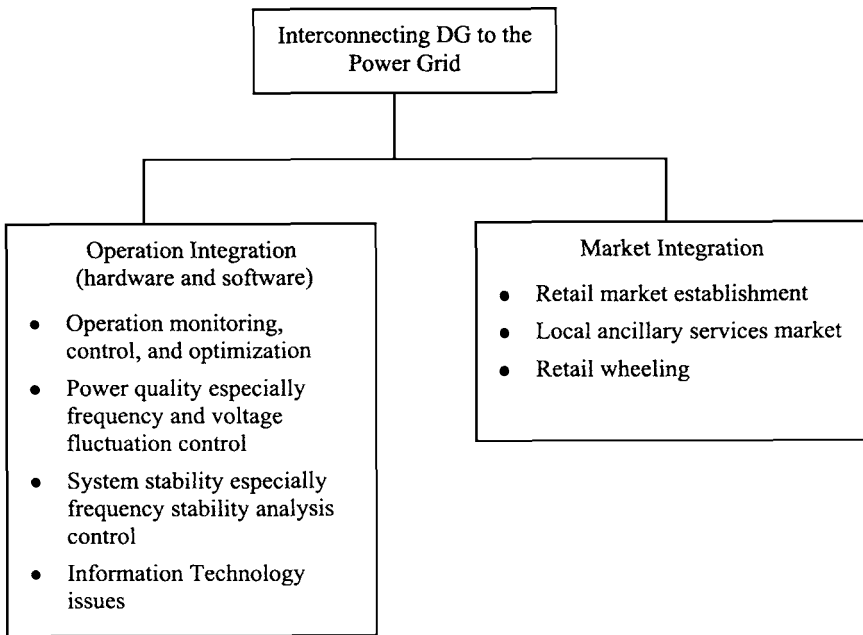 Interconnecting DG to the
Power Grid
Operation Integration
(hardware and software)
● Operation monitoring,
control, and optimization
● Power quality especially
frequency and voltage
fluctuation control
● System stability especially
frequency stability analysis
control
● Information Technology
issues
Market Integration
● Retail market establishment
● Local ancillary services market
● Retail wheeling